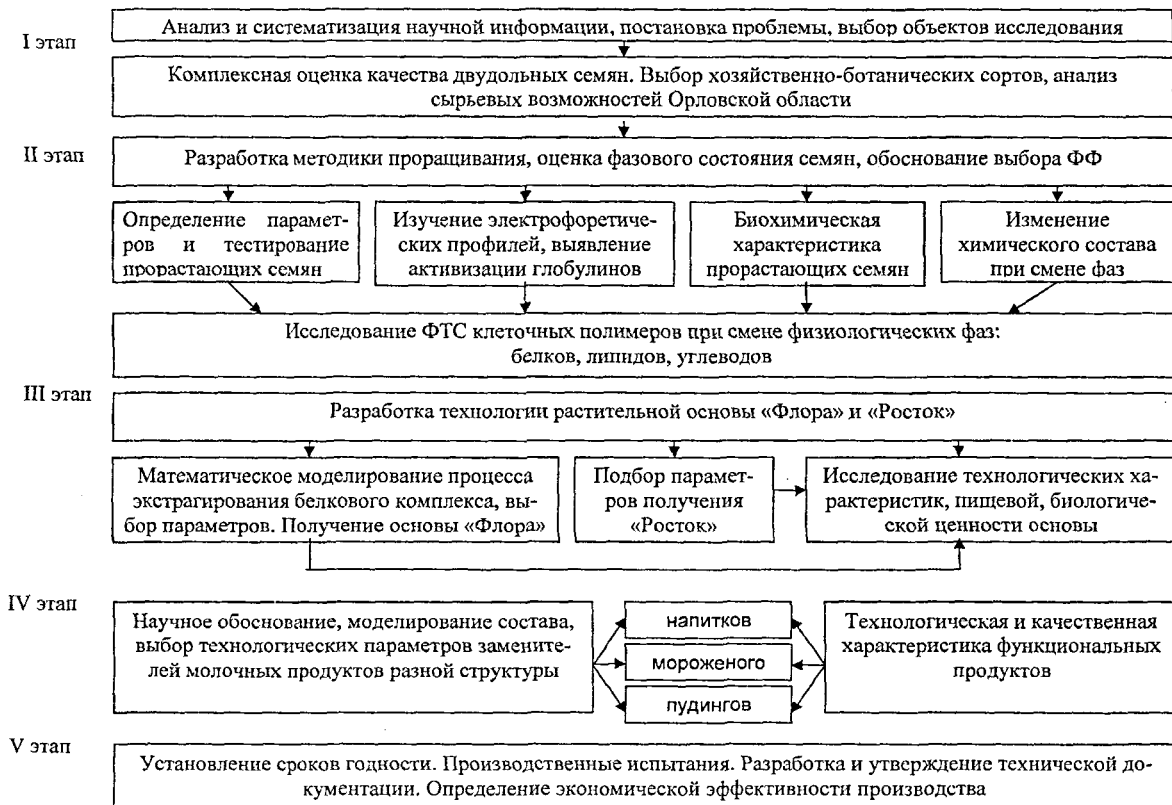 I этап
Анализ и систематизация научной информации, постановка проблемы, выбор объектов исследования
Комплексная оценка качества двудольных семян. Выбор хозяйственно-ботанических сортов, анализ
сырьевых возможностей Орловской области
II этап
Разработка методики проращивания, оценка фазового состояния семян, обоснование выбора ФФ
Определение парамет-
ров и тестирование
прорастающих семян
Изучение электрофоретиче-
ских профилей, выявление
активизации глобулинов
Биохимическая
характеристика
прорастающих семян
Изменение
химического состава
при смене фаз
Исследование ФТС клеточных полимеров при смене физиологических фаз:
белков, липидов, углеводов
III этап
Разработка технологии растительной основы «Флора» и «Росток»
Математическое моделирование процесса
экстрагирования белкового комплекса, вы-
бор параметров. Получение основы «Флора»
Подбор парамет-
ров получения
«Росток»
Исследование технологических ха-
рактеристик, пищевой, биологиче-
ской ценности основы
IV этап
Научное обоснование, моделирование состава,
выбор технологических параметров замените-
лей молочных продуктов разной структуры
напитков
мороженого
пудингов
Технологическая и качественная
характеристика функциональных
продуктов
V этап
Установление сроков годности. Производственные испытания. Разработка и утверждение технической до-
кументации. Определение экономической эффективности производства